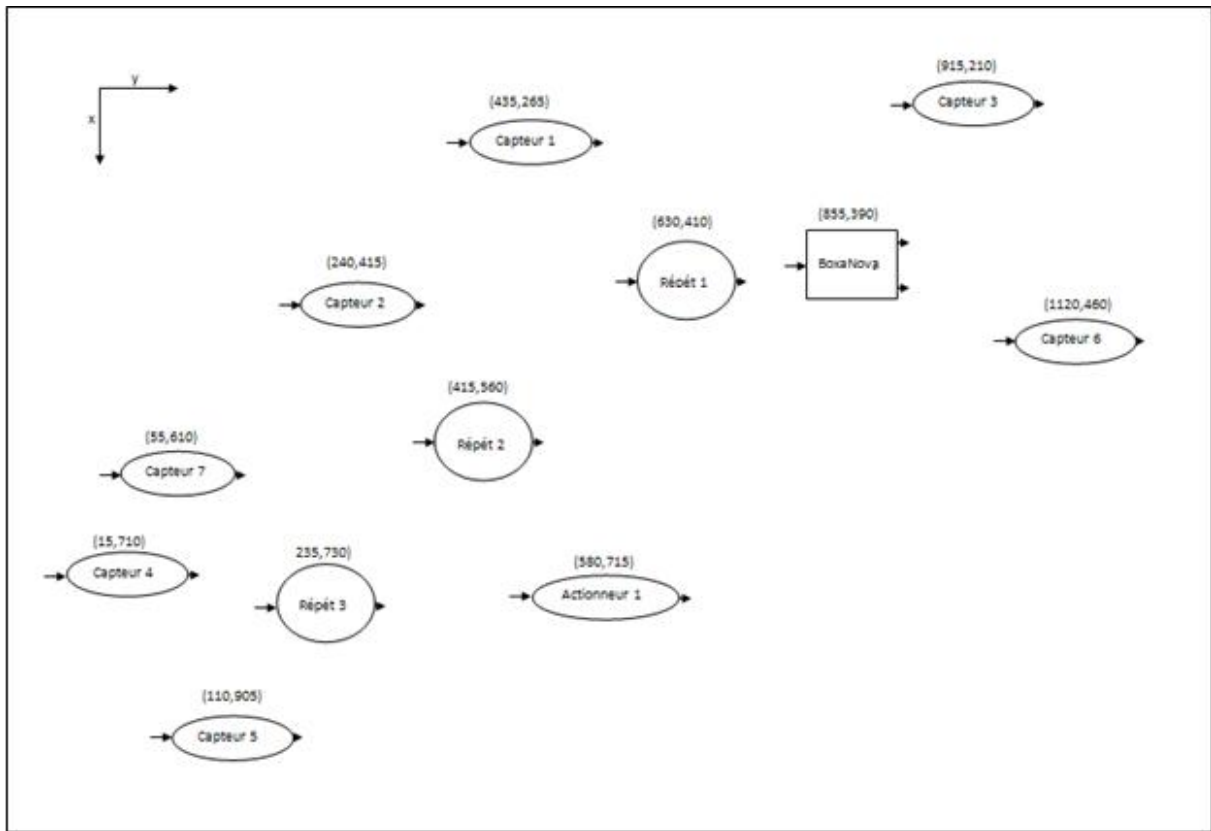 (915,210)
y
Capteur 3
(435,265)
x
Capteur 1
(630,410)
(855,390)
(240,415)
BoxaNova
Répét 1
Capteur 2
(1120,460)
Capteur 6
(415,560)
Répét 2
(55,610)
Capteur 7
(15,710)
235,730)
(580,715)
Capteur 4
Actionneur 1
Répét 3
(110,905)
Capteur 5